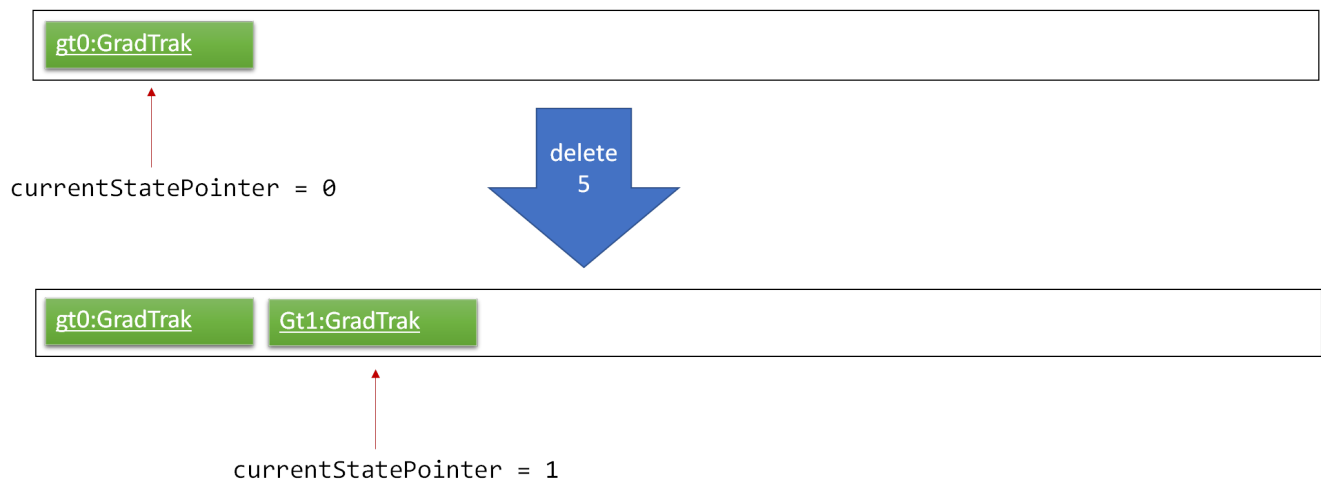 gt0:GradTrak
currentStatePointer = 0
delete
5
gt0:GradTrak
Gt1:GradTrak
currentStatePointer = 1